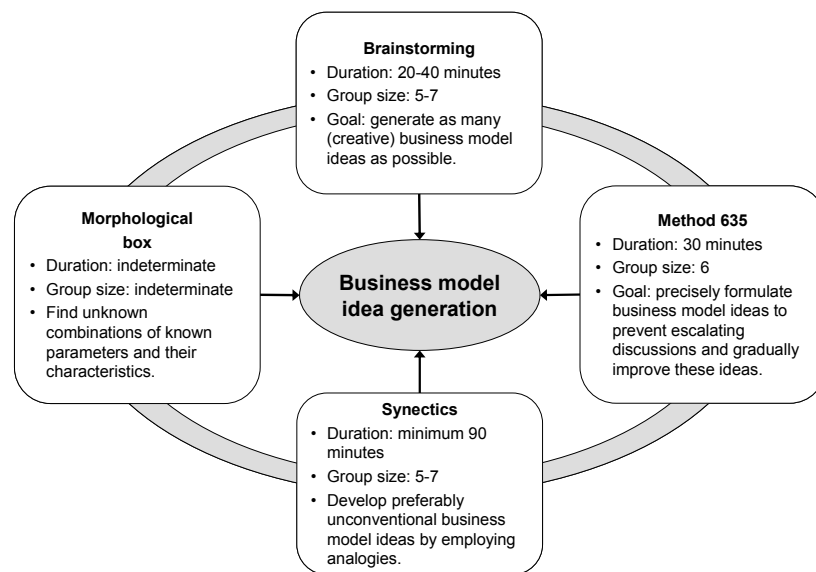 Brainstorming
• Duration: 20-40 minutes
• Group size: 5-7
• Goal: generate as many
(creative) business model
ideas as possible.
Morphological
box
• Duration: indeterminate
• Group size: indeterminate
• Find unknown
combinations of known
parameters and their
characteristics.
Business model
idea generation
Method 635
• Duration: 30 minutes
• Group size: 6
• Goal: precisely formulate
business model ideas to
prevent escalating
discussions and gradually
improve these ideas.
Synectics
• Duration: minimum 90
minutes
• Group size: 5-7
• Develop preferably
unconventional business
model ideas by employing
analogies.